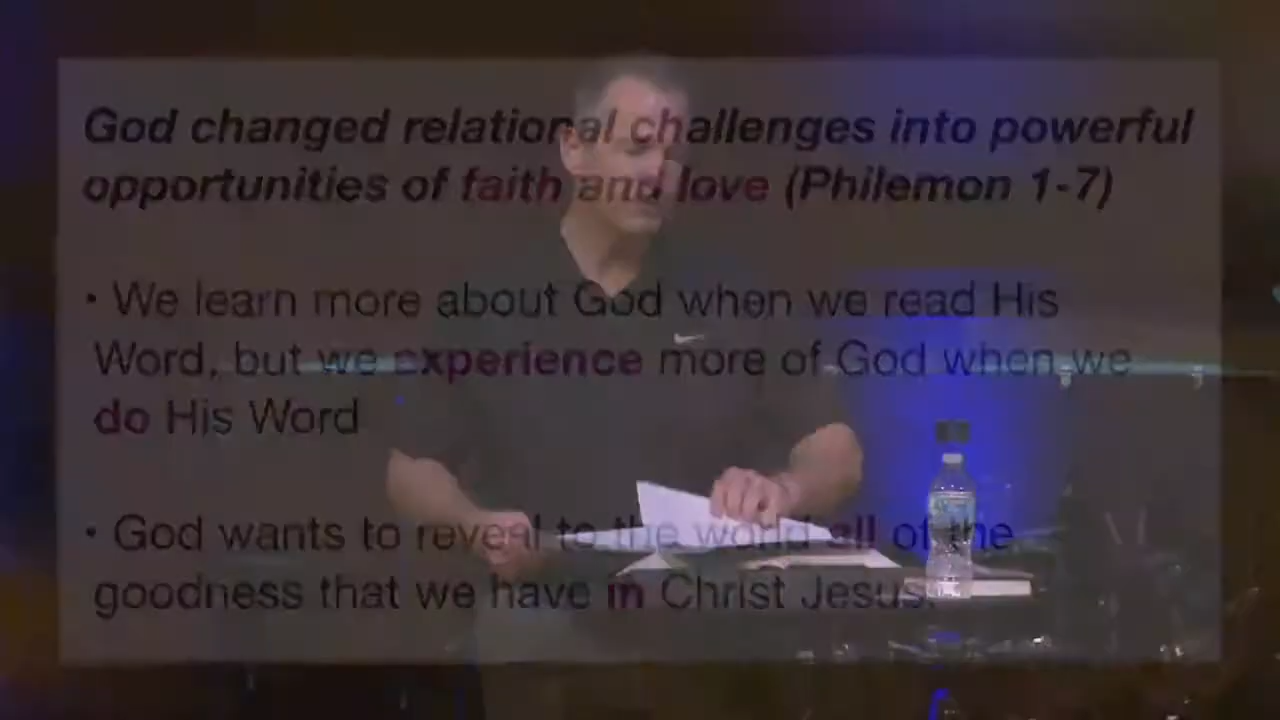 God changed relational challenges into powerful
opportunities of faith and love (Philemon 1-7)
• We learn more about God when we read His
Word, but we experience more of God when we
do His Word
• God wants to reveal to the world all of the
goodness that we have in Christ Jesus.